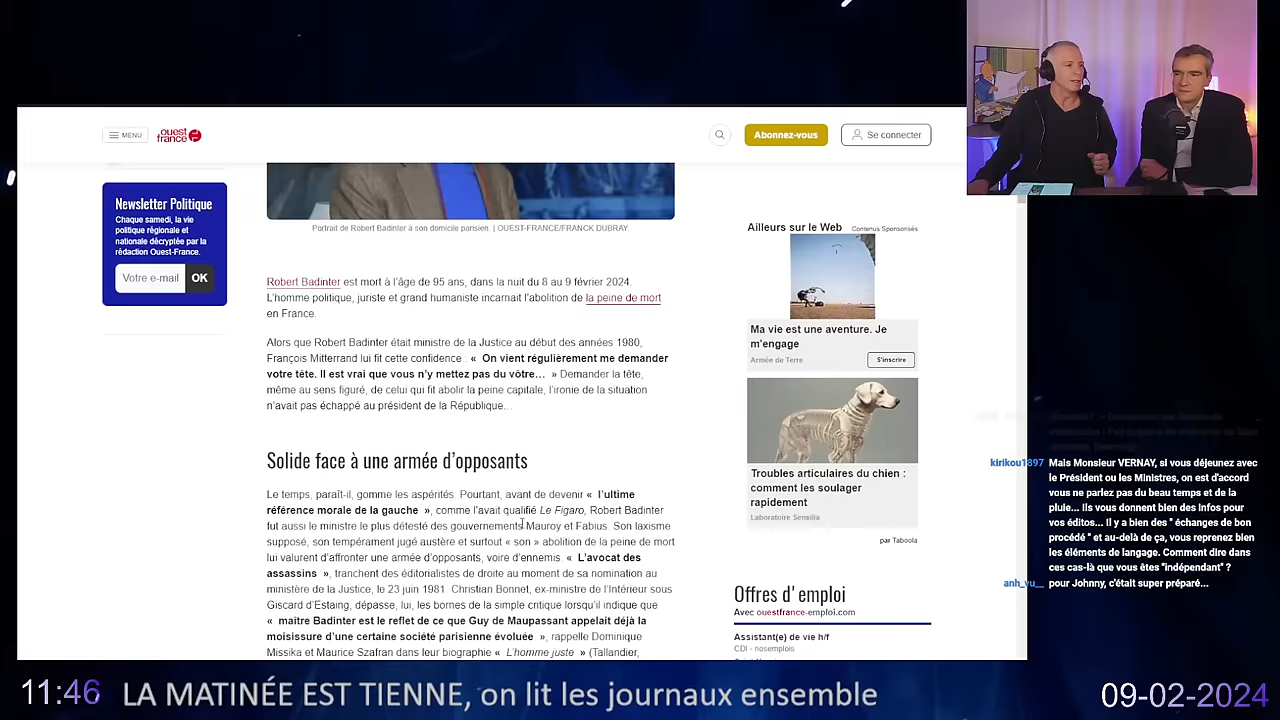 MENU
ouest
france
Abonnez-vous
Se connecter
Newsletter Politique
Chaque samedi, la vie
politique régionale et
nationale décryptée par la
rédaction Ouest-France.
Votre e-mail
OK
Portrait de Robert Badinter à son domicile parisien. | OUEST-FRANCE/FRANCK DUBRAY.
Robert Badinter est mort à l’âge de 95 ans, dans la nuit du 8 au 9 février 2024.
L’homme politique, juriste et grand humaniste incarnait l’abolition de la peine de mort
en France.
Alors que Robert Badinter était ministre de la Justice au début des années 1980,
François Mitterrand lui fit cette confidence : « On vient régulièrement me demander
votre tête. Il est vrai que vous n’y mettez pas du vôtre… » Demander la tête,
même au sens figuré, de celui qui fit abolir la peine capitale, l’ironie de la situation
n’avait pas échappé au président de la République…
Solide face à une armée d’opposants
Le temps, paraît-il, gomme les aspérités. Pourtant, avant de devenir « l’ultime
référence morale de la gauche », comme l’avait qualifié Le Figaro, Robert Badinter
fut aussi le ministre le plus détesté des gouvernements Mauroy et Fabius. Son laxisme
supposé, son tempérament jugé austère et surtout « son » abolition de la peine de mort
lui valurent d’affronter une armée d’opposants, voire d’ennemis. « L’avocat des
assassins », tranchent des éditorialistes de droite au moment de sa nomination au
ministère de la Justice, le 23 juin 1981. Christian Bonnet, ex-ministre de l’Intérieur sous
Giscard d’Estaing, dépasse, lui, les bornes de la simple critique lorsqu’il indique que
« maître Badinter est le reflet de ce que Guy de Maupassant appelait déjà la
moisissure d’une certaine société parisienne évoluée », rappelle Dominique
Missika et Maurice Szafran dans leur biographie « L’homme juste » (Tallandier,
Ailleurs sur le Web
Contenus Sponsorisés
Ma vie est une aventure. Je
m'engage
Armée de Terre
S'inscrire
Troubles articulaires du chien :
comment les soulager
rapidement
Laboratoire Sensilia
par Taboola
Offres d'emploi
Avec ouestfrance-emploi.com
Assistant(e) de vie h/f
CDI - nosemplois
kirikou1897 Mais Monsieur VERNAY, si vous déjeunez avec
le Président ou les Ministres, on est d'accord
vous ne parlez pas du beau temps et de la
pluie... Ils vous donnent bien des infos pour
vos éditos... Il y a bien des " échanges de bon
procédé " et au-delà de ça, vous reprenez bien
les éléments de langage. Comment dire dans
ces cas-là que vous êtes "indépendant" ?
anh_vu__ pour Johnny, c'était super préparé...
11:46
LA MATINÉE EST TIENNE, on lit les journaux ensemble
09-02-2024